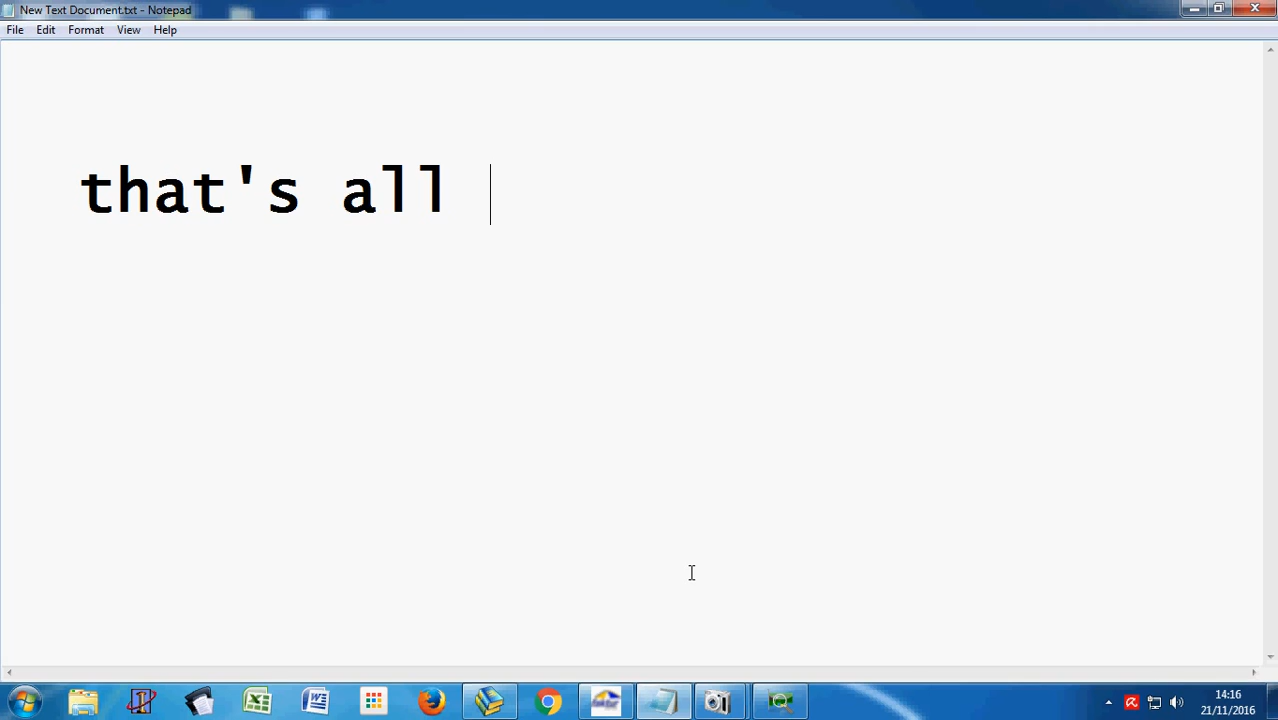 New Text Document.txt - Notepad
File Edit Format View Help
that's all
14:16
21/11/2016